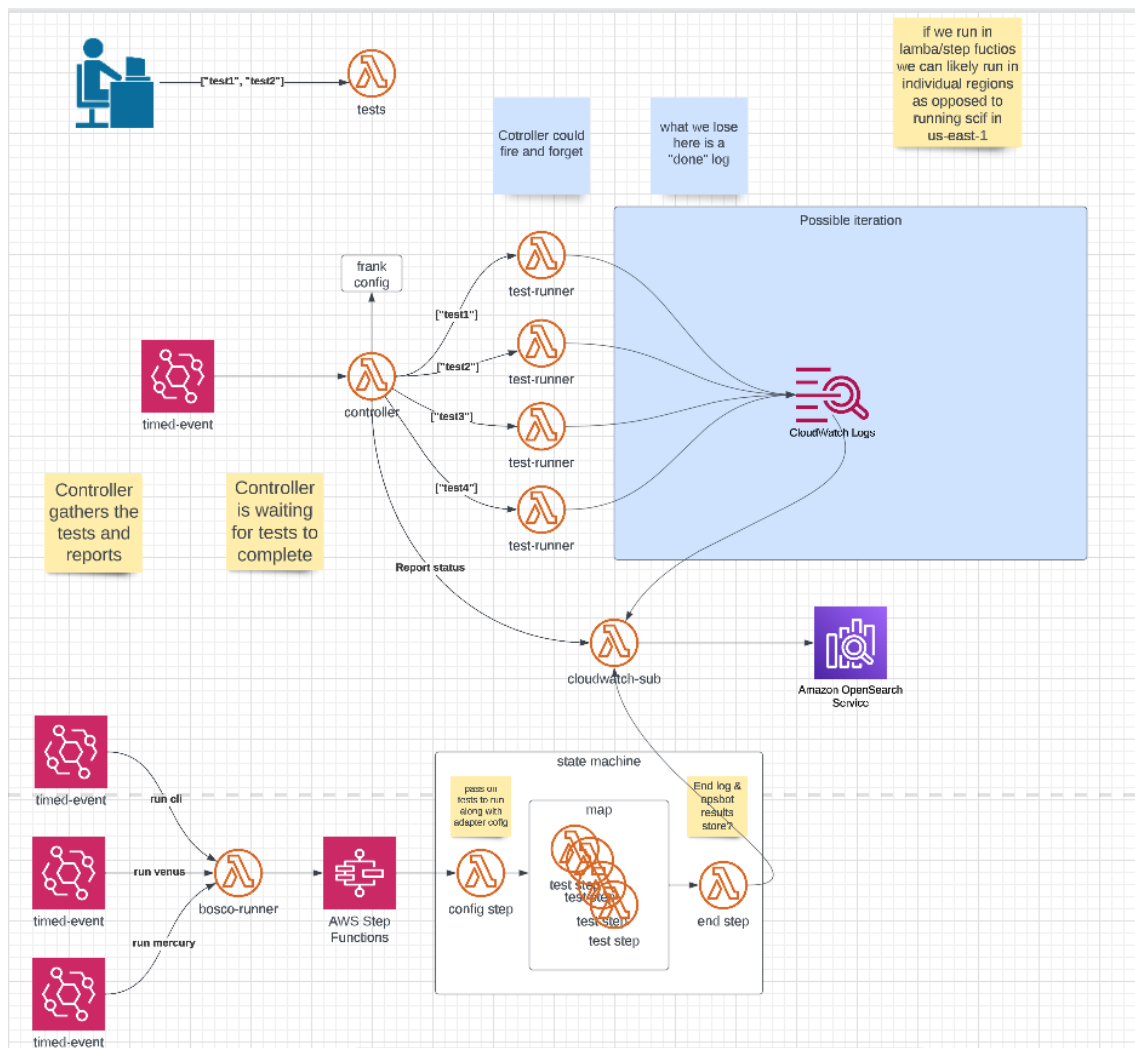 ["test1", "test2"]
tests
if we run in
lamba/step fuctios
we can likely run in
individual regions
as opposed to
running scif in
us-east-1
Cotroller could
fire and forget
what we lose
here is a
"done" log
Possible iteration
frank
config
test-runner
["test1"]
["test2"]
test-runner
timed-event
controller
["test3"]
test-runner
["test4"]
test-runner
CloudWatch Logs
Controller
gathers the
tests and
reports
Controller
is waiting
for tests to
complete
Report status
cloudwatch-sub
Amazon OpenSearch
Service
timed-event
run cli
timed-event
run venus
bosco-runner
run mercury
timed-event
AWS Step
Functions
state machine
pass on
tests to run
along with
adapter cofig
config step
map
test step
test step
test step
test step
End log &
opsbot
results
store?
end step